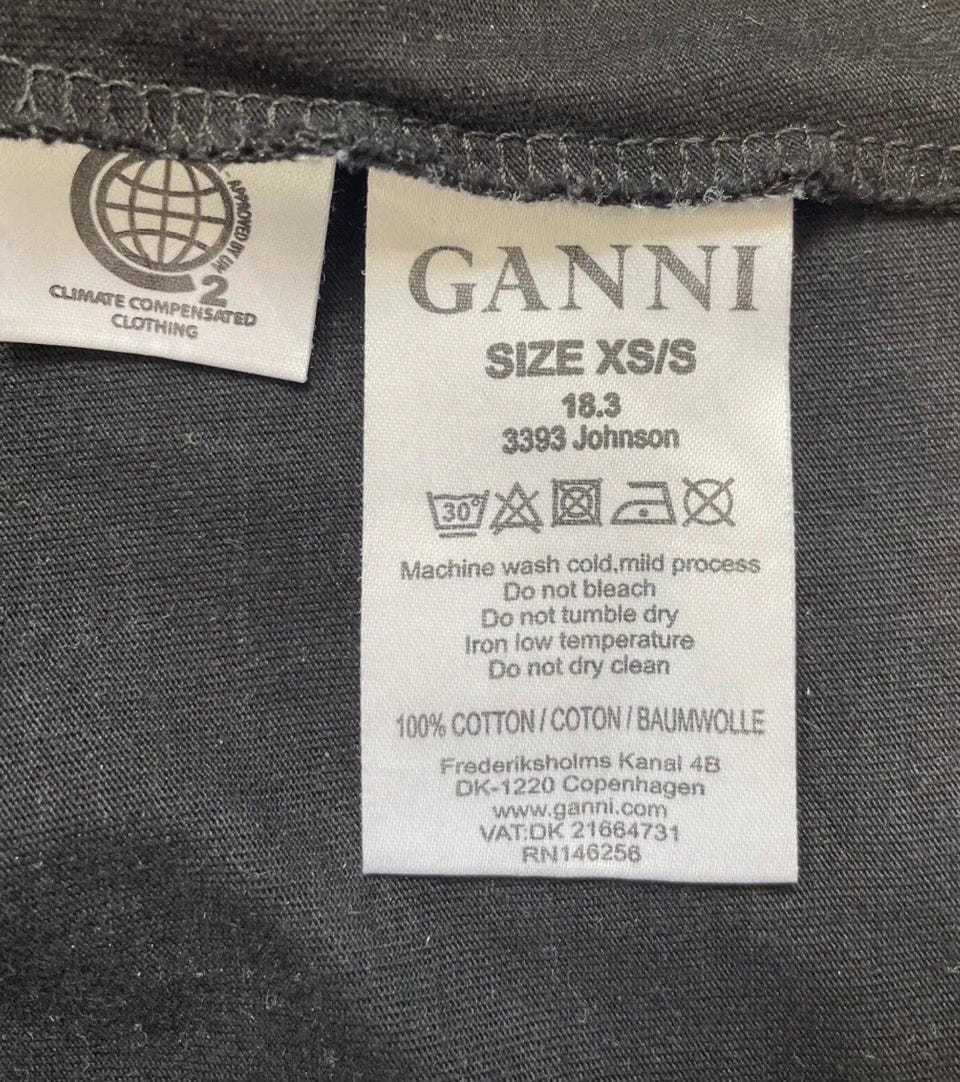 APPROVED BY UN
2
CLIMATE COMPENSATED
CLOTHING
GANNI
SIZE XS/S
18.3
3393 Johnson
30°
Machine wash cold,mild process
Do not bleach
Do not tumble dry
Iron low temperature
Do not dry clean
100% COTTON / COTON / BAUMWOLLE
Frederiksholms Kanal 4B
DK-1220 Copenhagen
www.ganni.com
VAT:DK 21664731
RN146256